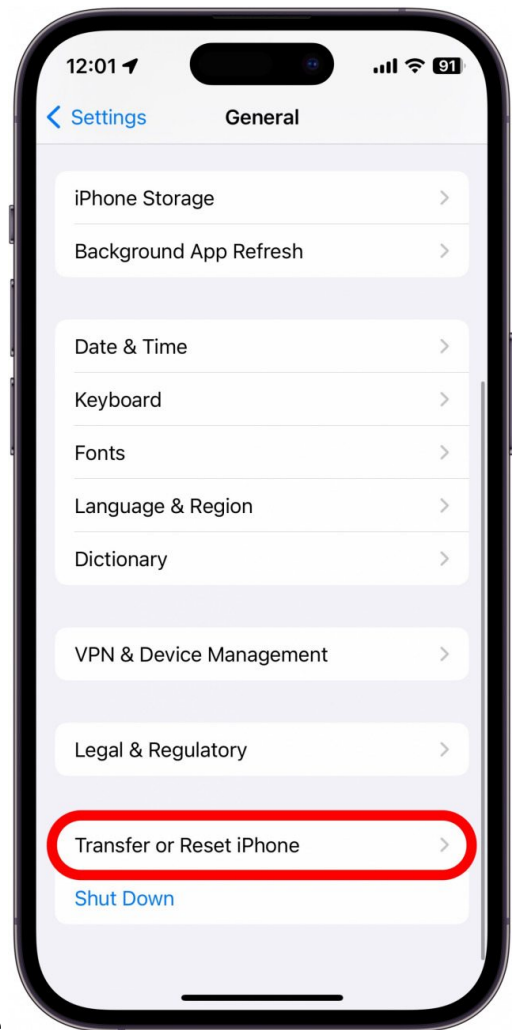 12:01
91
Settings
General
iPhone Storage
Background App Refresh
Date & Time
Keyboard
Fonts
Language & Region
Dictionary
VPN & Device Management
Legal & Regulatory
Transfer or Reset iPhone
Shut Down